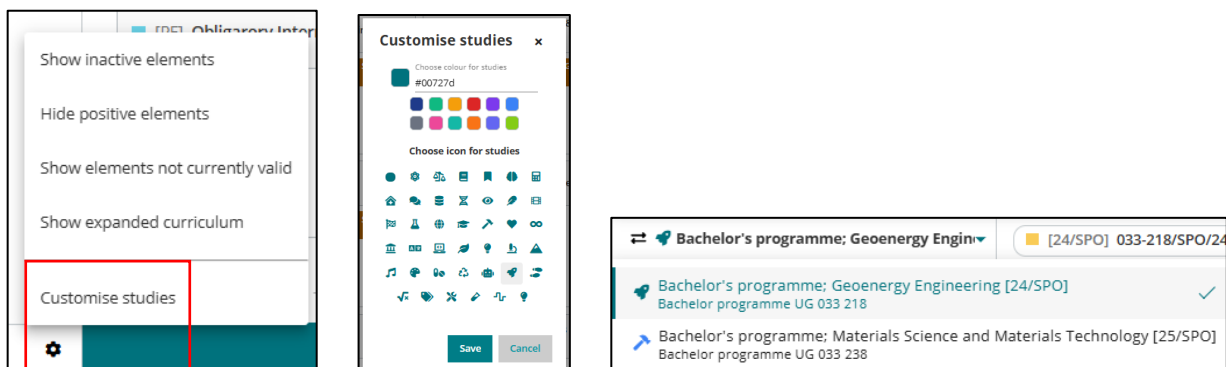 [PF] Obligarory Inter
Show inactive elements
Hide positive elements
Show elements not currently valid
Show expanded curriculum
Customise studies
Customise studies ×
Choose colour for studies
#00727d
Choose icon for studies
Save Cancel
Bachelor's programme; Geoenergy Engin
[24/SPO] 033-218/SPO/24
Bachelor's programme; Geoenergy Engineering [24/SPO]
Bachelor programme UG 033 218
Bachelor's programme; Materials Science and Materials Technology [25/SPO]
Bachelor programme UG 033 238